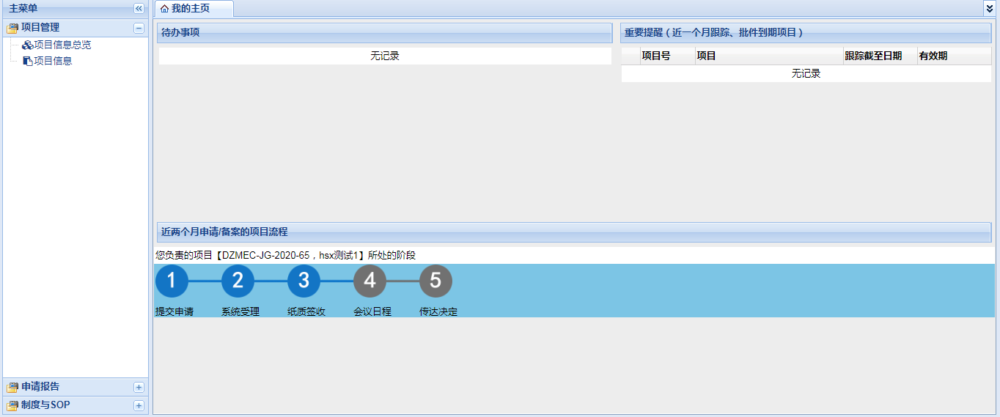 主菜单
项目管理
项目信息总览
项目信息
申请报告
制度与SOP
我的主页
待办事项
无记录
重要提醒（近一个月跟踪、批件到期项目）
项目号 项目 跟踪截至日期 有效期
无记录
近两个月申请/备案的项目流程
您负责的项目【DZMEC-JG-2020-65，hsx测试1】所处的阶段
1 2 3 4 5
提交申请 系统受理 纸质签收 会议日程 传达决定